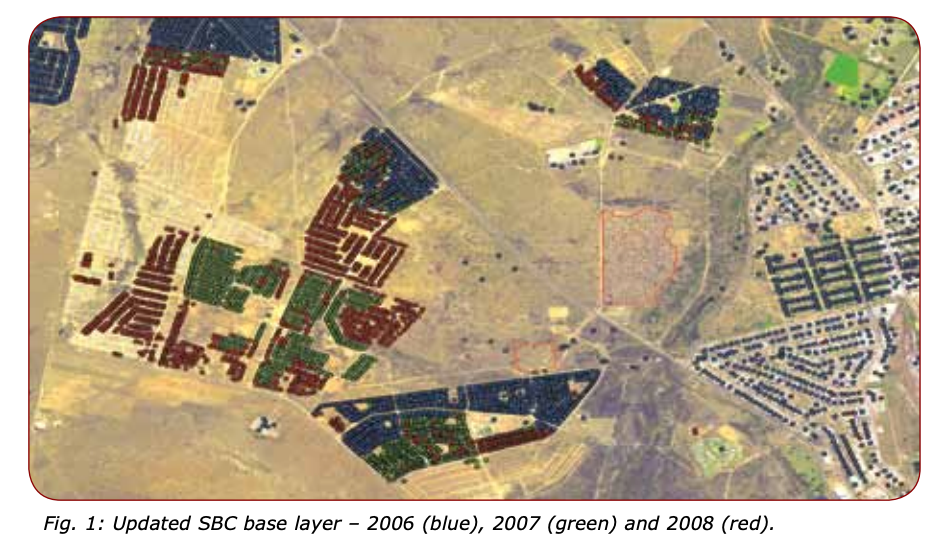 Fig. 1: Updated SBC base layer – 2006 (blue), 2007 (green) and 2008 (red).